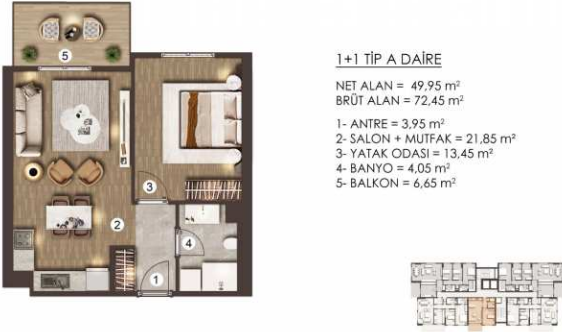 5
1+1 TİP A DAİRE
NET ALAN = 49,95 m²
BRÜT ALAN = 72,45 m²
1- ANTRE = 3,95 m²
2- SALON + MUTFAK = 21,85 m²
3- YATAK ODASI = 13,45 m²
4- BANYO = 4,05 m²
5- BALKON = 6,65 m²
3
2
4
1